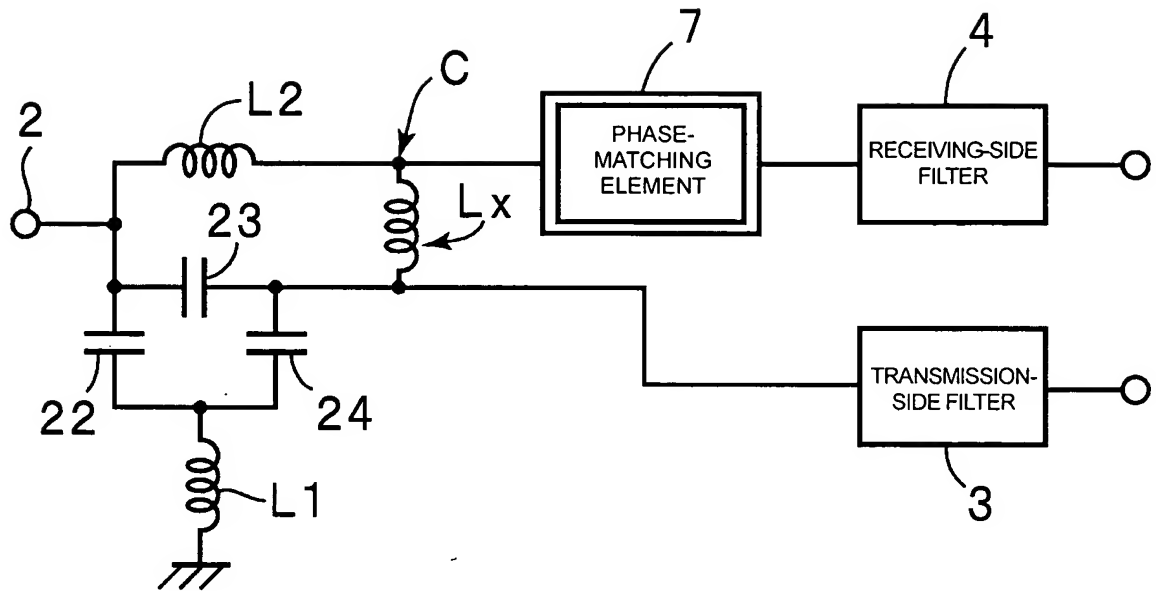 7
4
C
L2
2
PHASE-
MATCHING
ELEMENT
RECEIVING-SIDE
FILTER
Lx
23
TRANSMISSION-
SIDE FILTER
22
24
L1
3